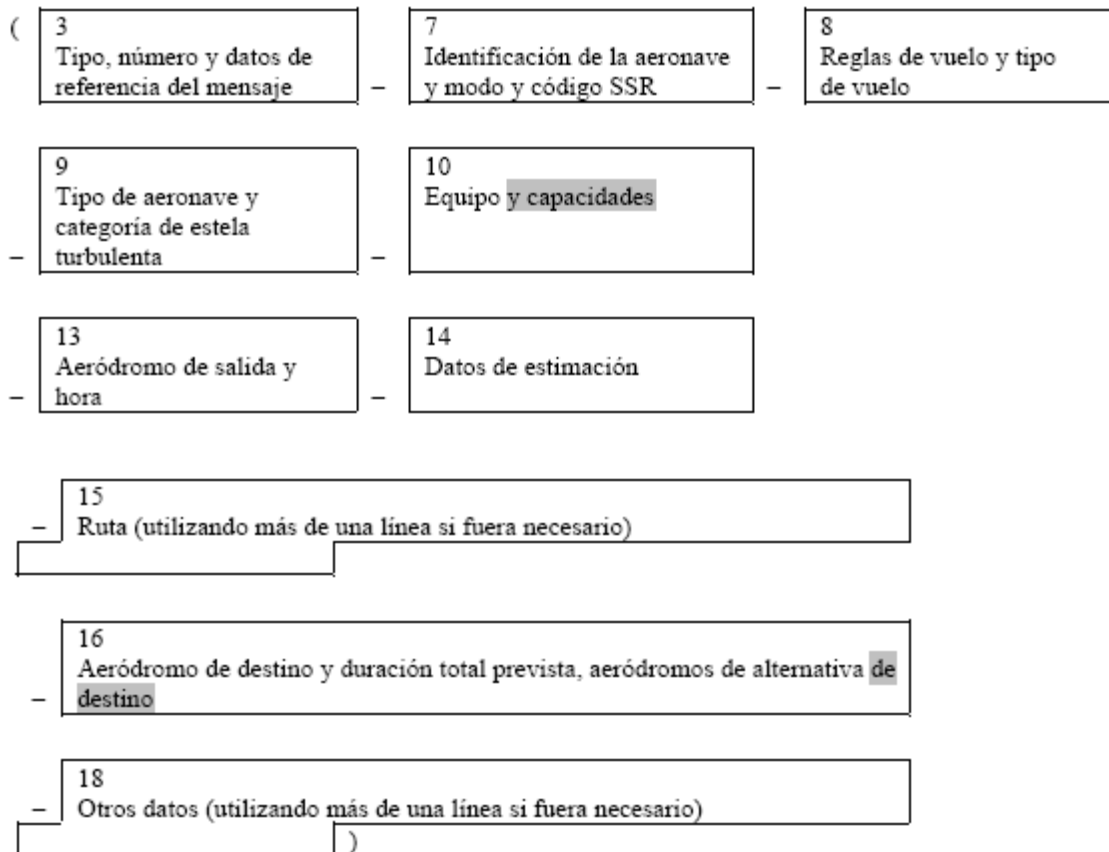 ( 3 7 8
Tipo, número y datos de Identificación de la aeronave Reglas de vuelo y tipo
referencia del mensaje – y modo y código SSR – de vuelo
9 10
Tipo de aeronave y Equipo y capacidades
categoría de estela
– turbulenta –
13 14
Aeródromo de salida y Datos de estimación
– hora –
15
– Ruta (utilizando más de una línea si fuera necesario)
16
Aeródromo de destino y duración total prevista, aeródromos de alternativa de
– destino
18
– Otros datos (utilizando más de una línea si fuera necesario)
)